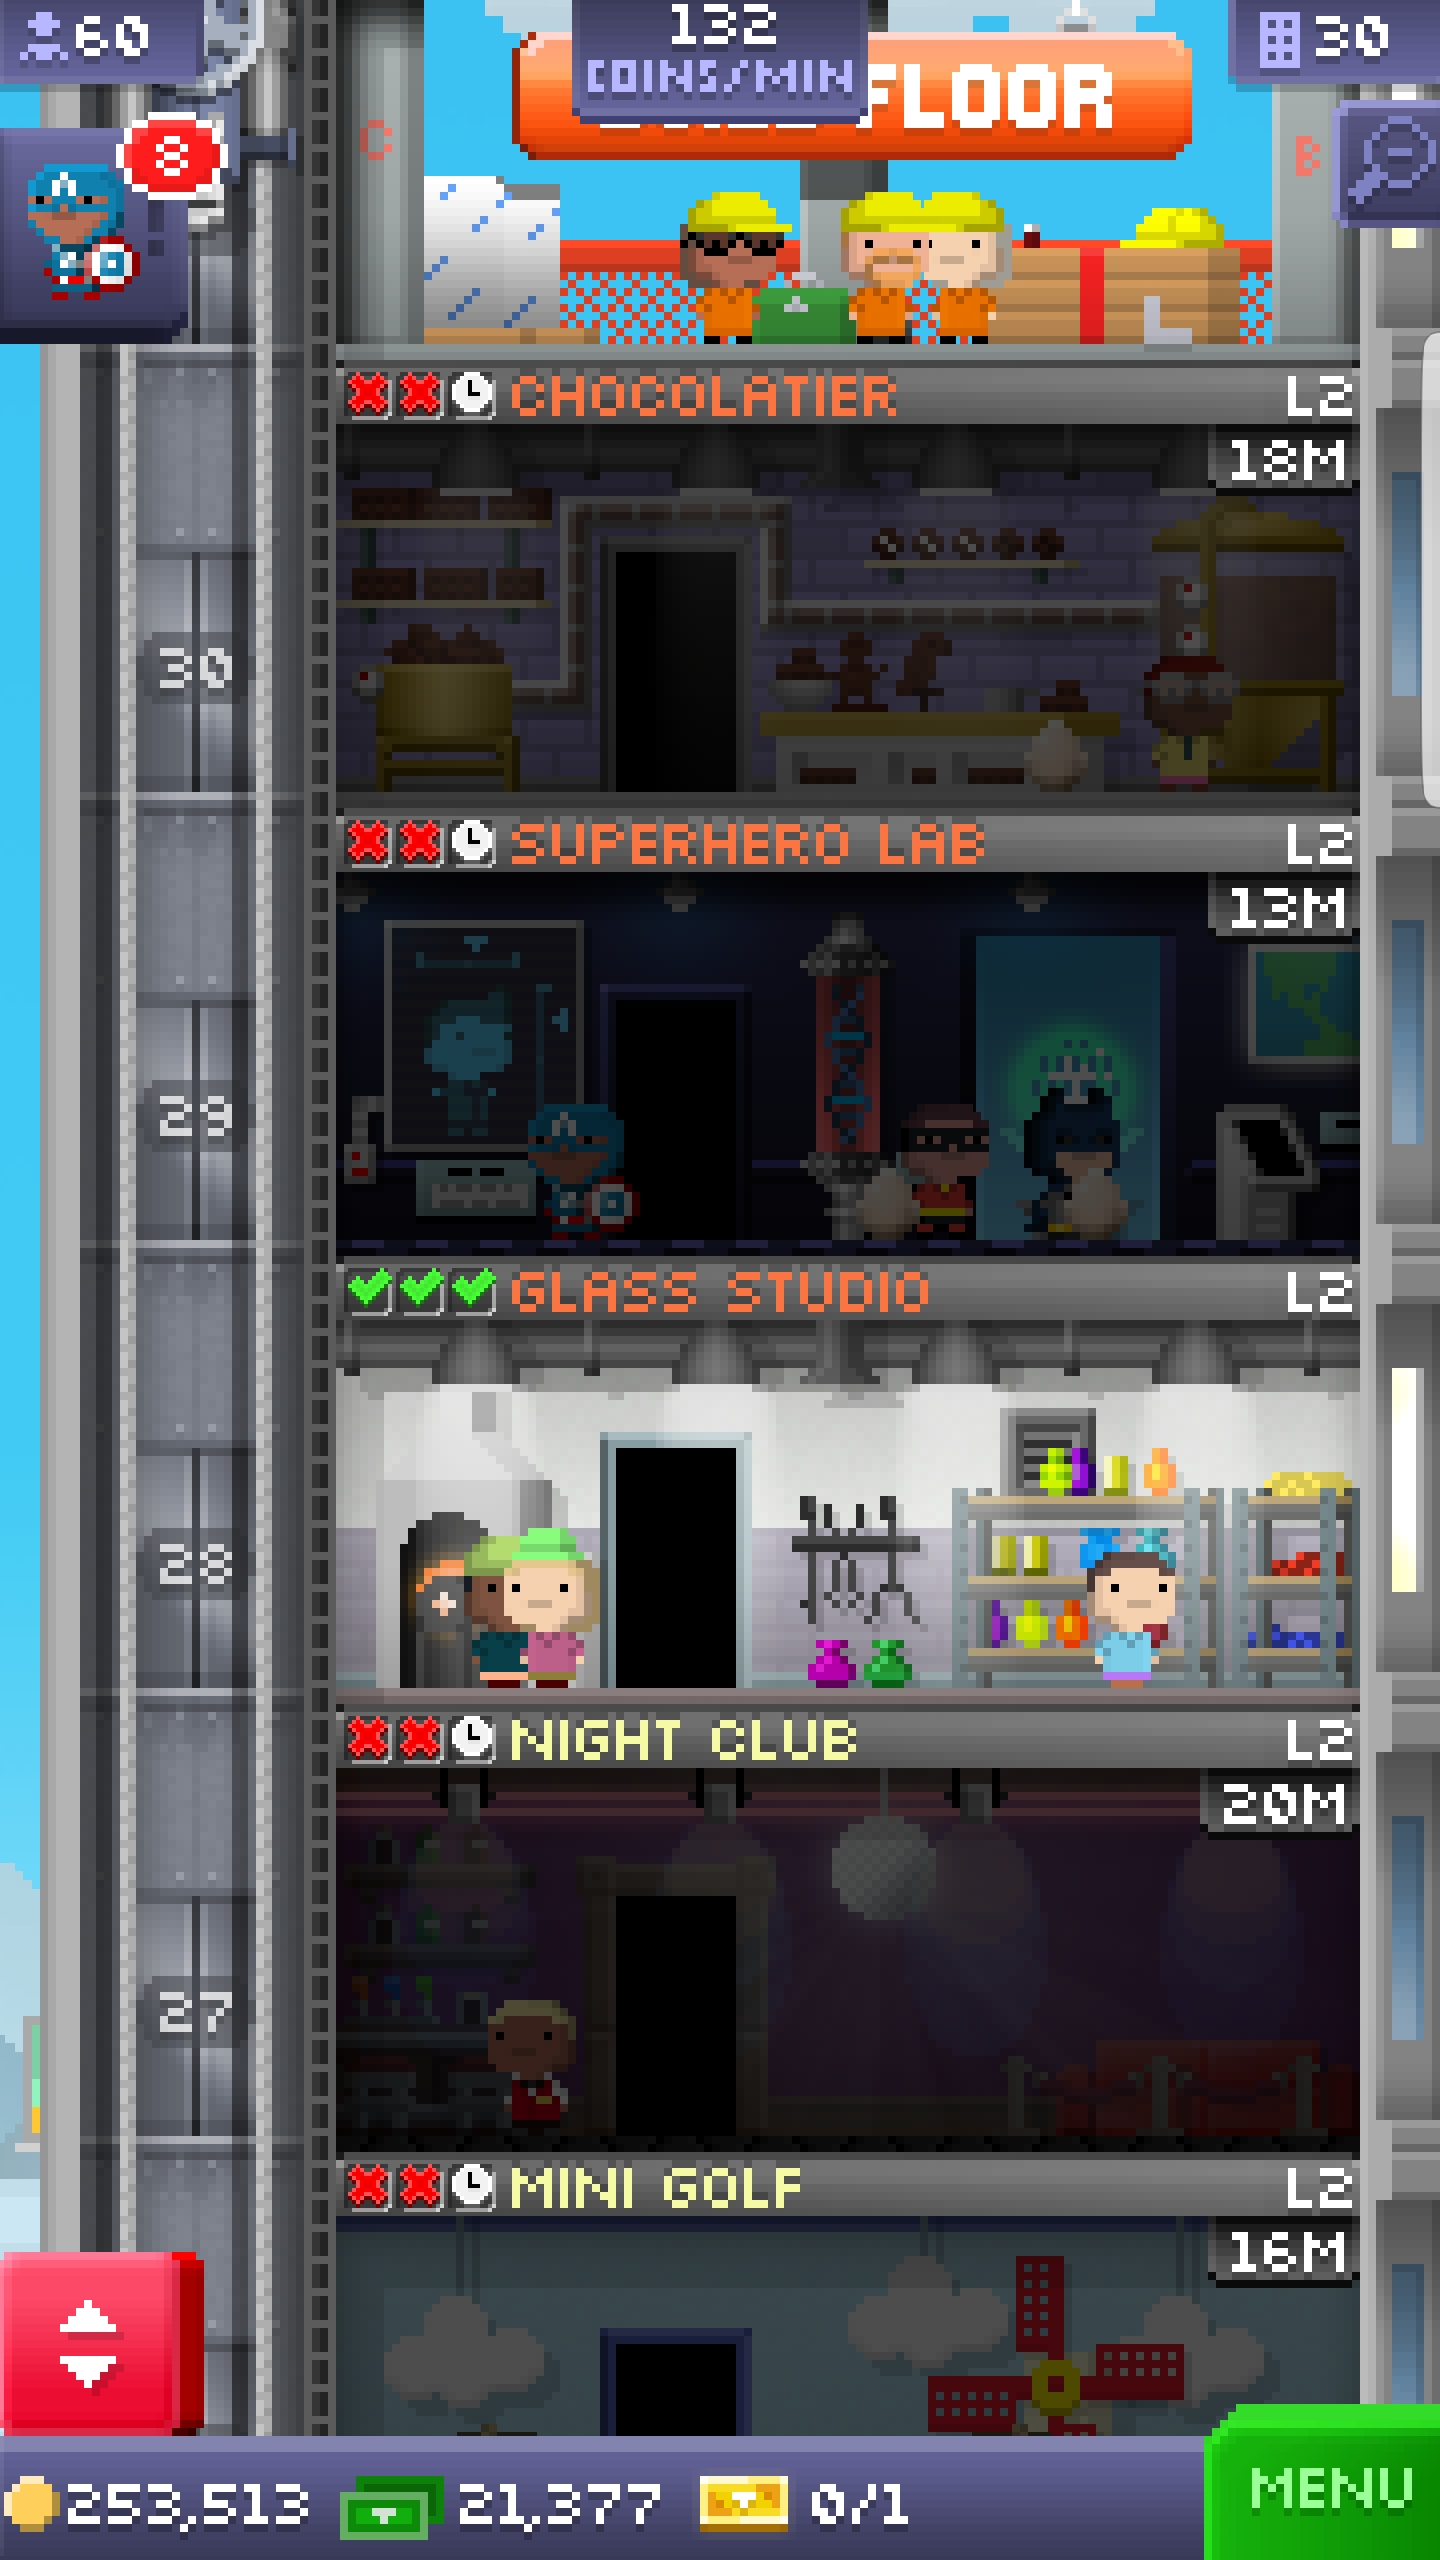 60
132
COINS/MIN
30
8
FLOOR
C
B
CHOCOLATIER L2
18M
30
SUPERHERO LAB L2
13M
29
GLASS STUDIO L2
28
NIGHT CLUB L2
20M
27
MINI GOLF L2
16M
253,513 21,377 0/1
MENU